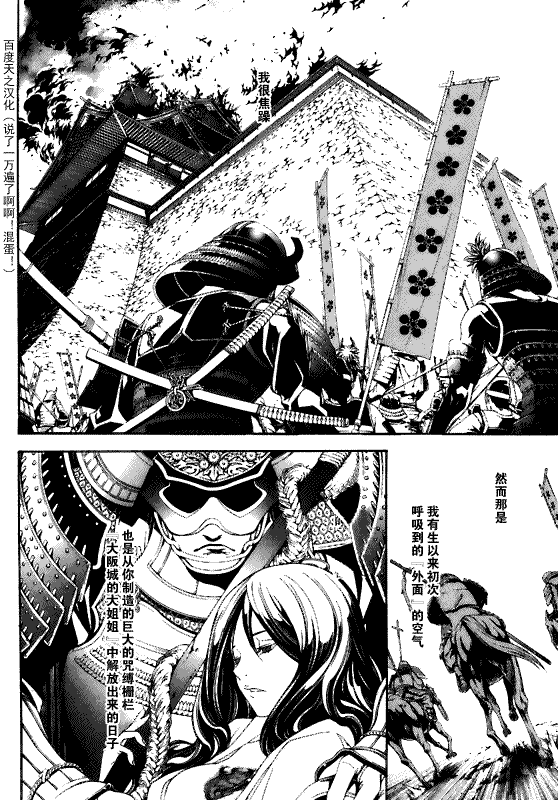 百度天之汉化（说了一万遍了啊啊！混蛋！）
我很焦躁
然而那是
我有生以来初次
呼吸到的『外面』的空气
也是从你制造的巨大的咒缚栅栏
『大阪城的大姐姐』中解放出来的日子